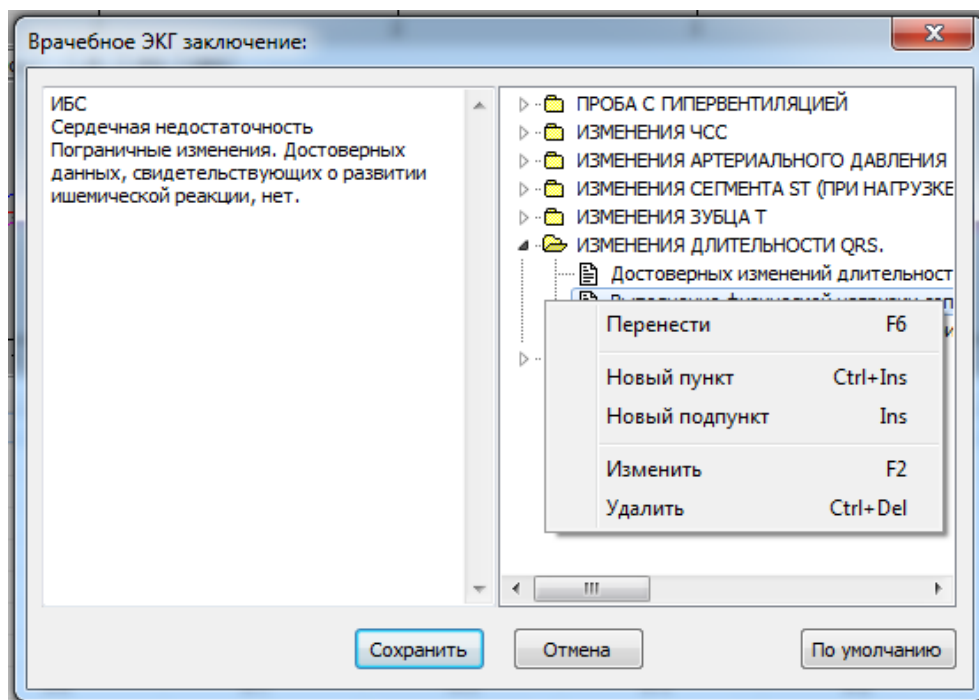 Врачебное ЭКГ заключение:
ИБС
Сердечная недостаточность
Пограничные изменения. Достоверных
данных, свидетельствующих о развитии
ишемической реакции, нет.
ПРОБА С ГИПЕРВЕНТИЛЯЦИЕЙ
ИЗМЕНЕНИЯ ЧСС
ИЗМЕНЕНИЯ АРТЕРИАЛЬНОГО ДАВЛЕНИЯ
ИЗМЕНЕНИЯ СЕГМЕНТА ST (ПРИ НАГРУЗКЕ
ИЗМЕНЕНИЯ ЗУБЦА Т
ИЗМЕНЕНИЯ ДЛИТЕЛЬНОСТИ QRS.
Достоверных изменений длительност
Перенести F6
Новый пункт Ctrl+Ins
Новый подпункт Ins
Изменить F2
Удалить Ctrl+Del
Сохранить Отмена По умолчанию